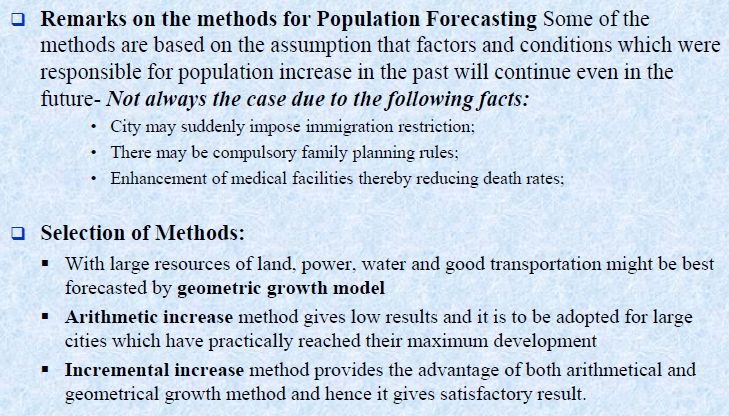 Remarks on the methods for Population Forecasting Some of the
methods are based on the assumption that factors and conditions which were
responsible for population increase in the past will continue even in the
future- Not always the case due to the following facts:
• City may suddenly impose immigration restriction;
• There may be compulsory family planning rules;
• Enhancement of medical facilities thereby reducing death rates;
Selection of Methods:
▪ With large resources of land, power, water and good transportation might be best
forecasted by geometric growth model
▪ Arithmetic increase method gives low results and it is to be adopted for large
cities which have practically reached their maximum development
▪ Incremental increase method provides the advantage of both arithmetical and
geometrical growth method and hence it gives satisfactory result.